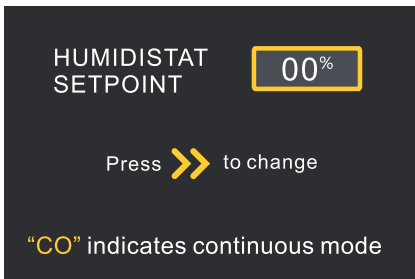 HUMIDISTAT
SETPOINT
00%
Press >> to change
“CO” indicates continuous mode